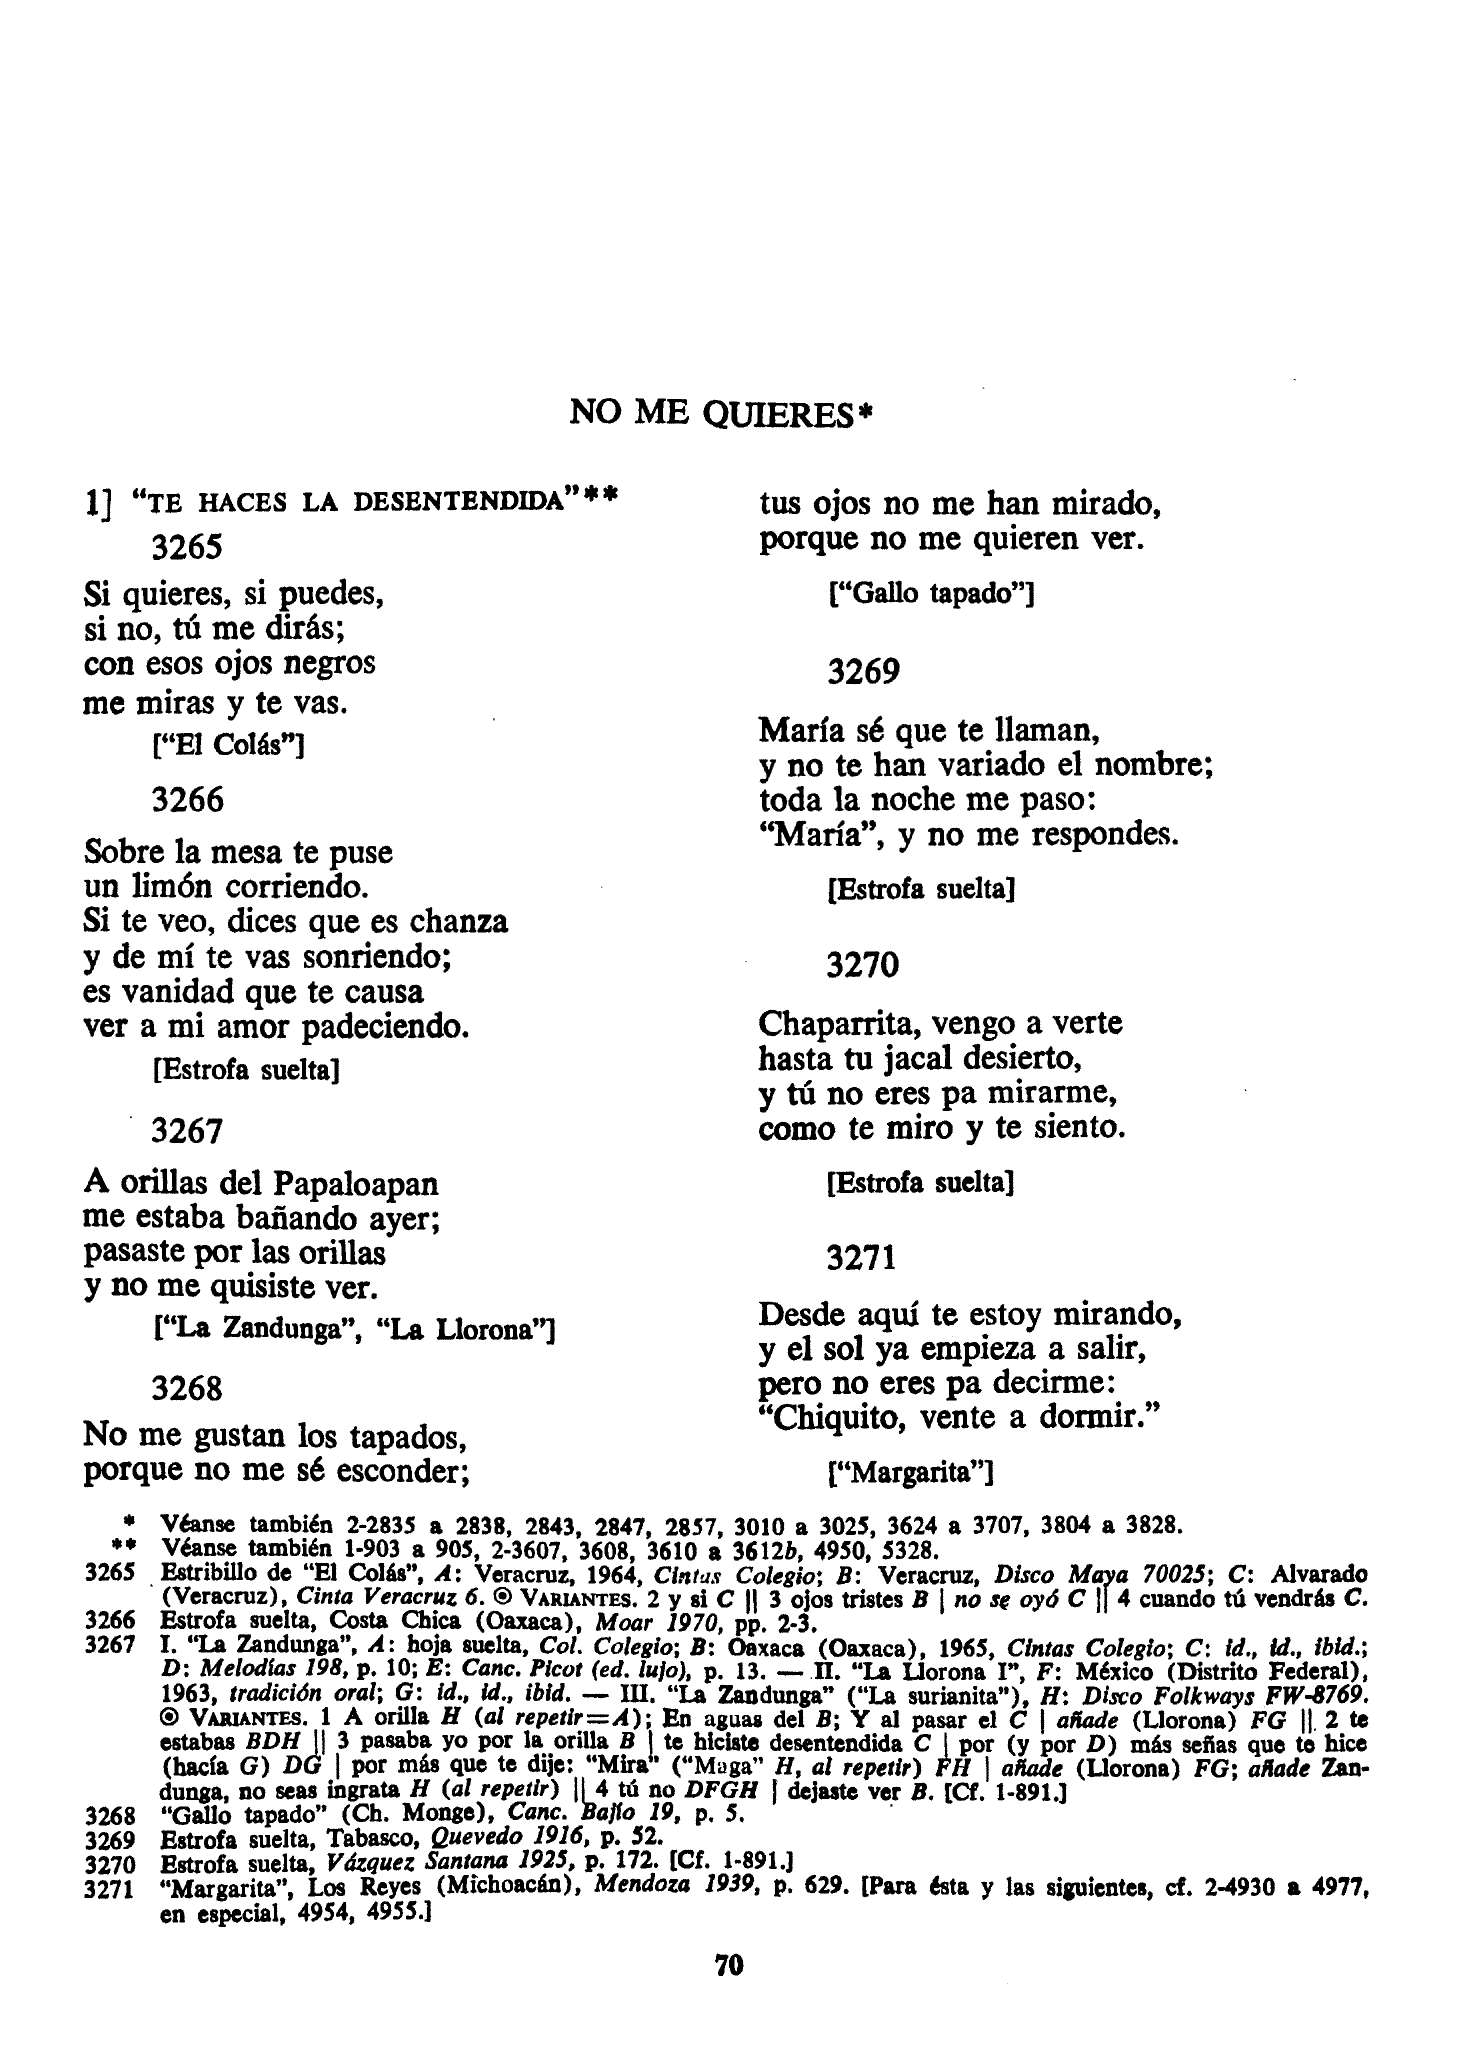 NO ME QUIERES*
1] “TE HACES LA DESENTENDIDA”**
3265
Si quieres, si puedes,
si no, tú me dirás;
con esos ojos negros
me miras y te vas.
[“El Colás”]
3266
Sobre la mesa te puse
un limón corriendo.
Si te veo, dices que es chanza
y de mí te vas sonriendo;
es vanidad que te causa
ver a mi amor padeciendo.
[Estrofa suelta]
3267
A orillas del Papaloapan
me estaba bañando ayer;
pasaste por las orillas
y no me quisiste ver.
[“La Zandunga”, “La Llorona”]
3268
No me gustan los tapados,
porque no me sé esconder;
tus ojos no me han mirado,
porque no me quieren ver.
[“Gallo tapado”]
3269
María sé que te llaman,
y no te han variado el nombre;
toda la noche me paso:
“María”, y no me respondes.
[Estrofa suelta]
3270
Chaparrita, vengo a verte
hasta tu jacal desierto,
y tú no eres pa mirarme,
como te miro y te siento.
[Estrofa suelta]
3271
Desde aquí te estoy mirando,
y el sol ya empieza a salir,
pero no eres pa decirme:
“Chiquito, vente a dormir.”
[“Margarita”]
* Véanse también 2-2835 a 2838, 2843, 2847, 2857, 3010 a 3025, 3624 a 3707, 3804 a 3828.
** Véanse también 1-903 a 905, 2-3607, 3608, 3610 a 3612b, 4950, 5328.
3265 Estribillo de “El Colás”, A: Veracruz, 1964, Cintas Colegio; B: Veracruz, Disco Maya 70025; C: Alvarado
(Veracruz), Cinta Veracruz 6. ⊙ VARIANTES. 2 y si C || 3 ojos tristes B | no se oyó C || 4 cuando tú vendrás C.
3266 Estrofa suelta, Costa Chica (Oaxaca), Moar 1970, pp. 2-3.
3267 I. “La Zandunga”, A: hoja suelta, Col. Colegio; B: Oaxaca (Oaxaca), 1965, Cintas Colegio; C: id., id., ibid.;
D: Melodías 198, p. 10; E: Canc. Picot (ed. lujo), p. 13. — II. “La Llorona I”, F: México (Distrito Federal),
1963, tradición oral; G: id., id., ibid. — III. “La Zandunga” (“La surianita”), H: Disco Folkways FW-8769.
⊙ VARIANTES. 1 A orilla H (al repetir=A); En aguas del B; Y al pasar el C | añade (Llorona) FG || 2 te
estabas BDH || 3 pasaba yo por la orilla B | te hiciste desentendida C | por (y por D) más señas que te hice
(hacía G) DG | por más que te dije: “Mira” (“Maga” H, al repetir) FH | añade (Llorona) FG; añade Zan-
dunga, no seas ingrata H (al repetir) || 4 tú no DFGH | dejaste ver B. [Cf. 1-891.]
3268 “Gallo tapado” (Ch. Monge), Canc. Bajío 19, p. 5.
3269 Estrofa suelta, Tabasco, Quevedo 1916, p. 52.
3270 Estrofa suelta, Vázquez Santana 1925, p. 172. [Cf. 1-891.]
3271 “Margarita”, Los Reyes (Michoacán), Mendoza 1939, p. 629. [Para ésta y las siguientes, cf. 2-4930 a 4977,
en especial, 4954, 4955.]
70